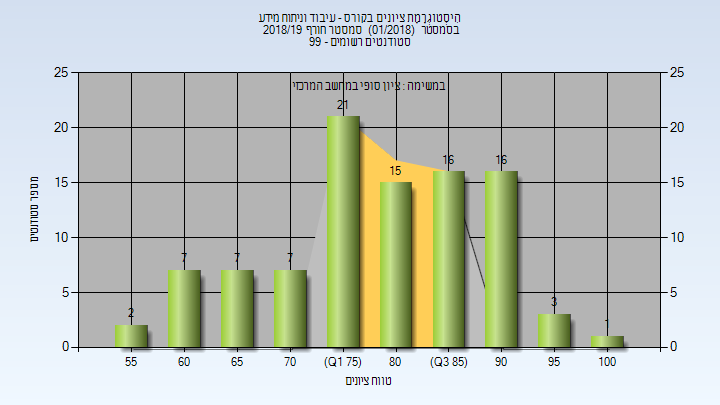 היסטוגרמת ציונים בקורס - עיבוד וניתוח מידע
בסמסטר (01/2018) סמסטר חורף 2018/19
סטודנטים רשומים - 99
במשימה : ציון סופי במחשב המרכזי
25 25
20 20
15 15
10 10
5 5
0 0
מספר סטודנטים
2 7 7 7 21 15 16 16 3 1
55 60 65 70 (Q1 75) 80 (Q3 85) 90 95 100
טווח ציונים